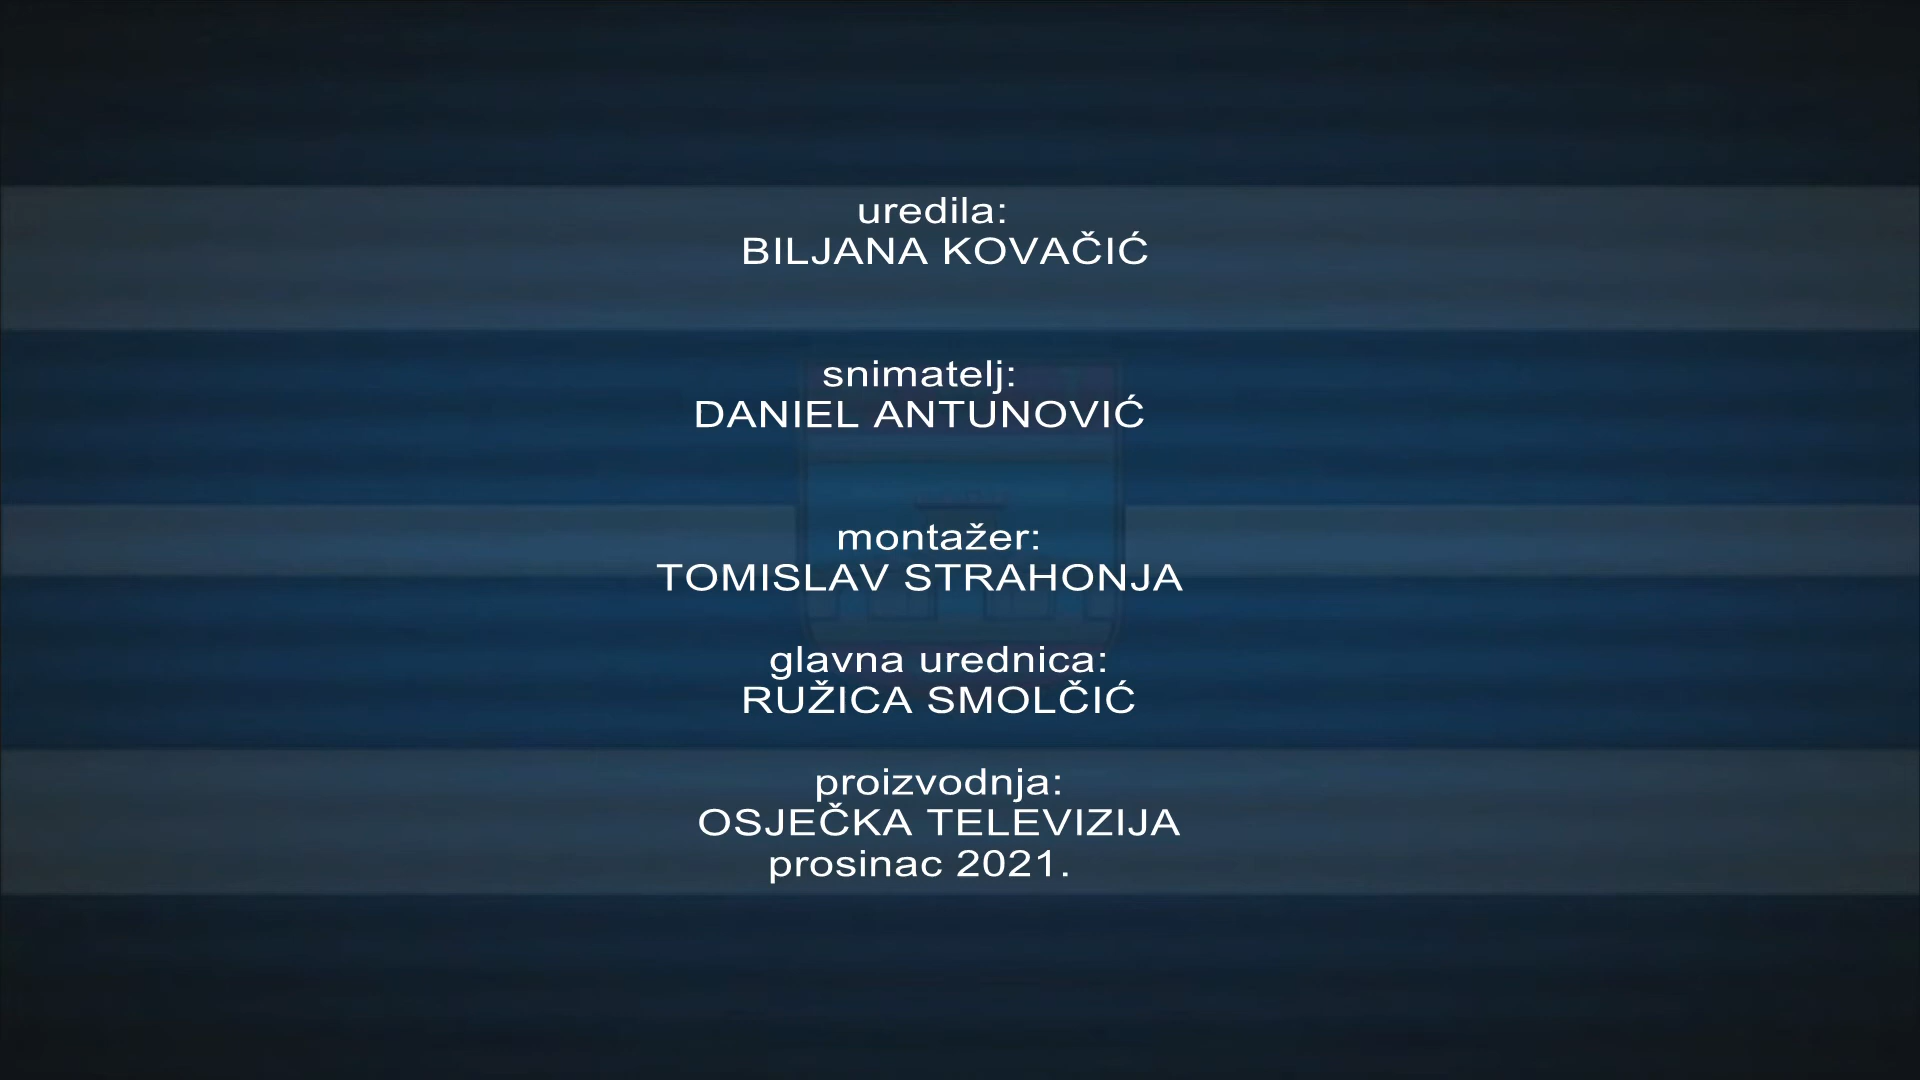 uredila:
BILJANA KOVAČIĆ
snimatelj:
DANIEL ANTUNOVIĆ
montažer:
TOMISLAV STRAHONJA
glavna urednica:
RUŽICA SMOLČIĆ
proizvodnja:
OSJEČKA TELEVIZIJA
prosinac 2021.